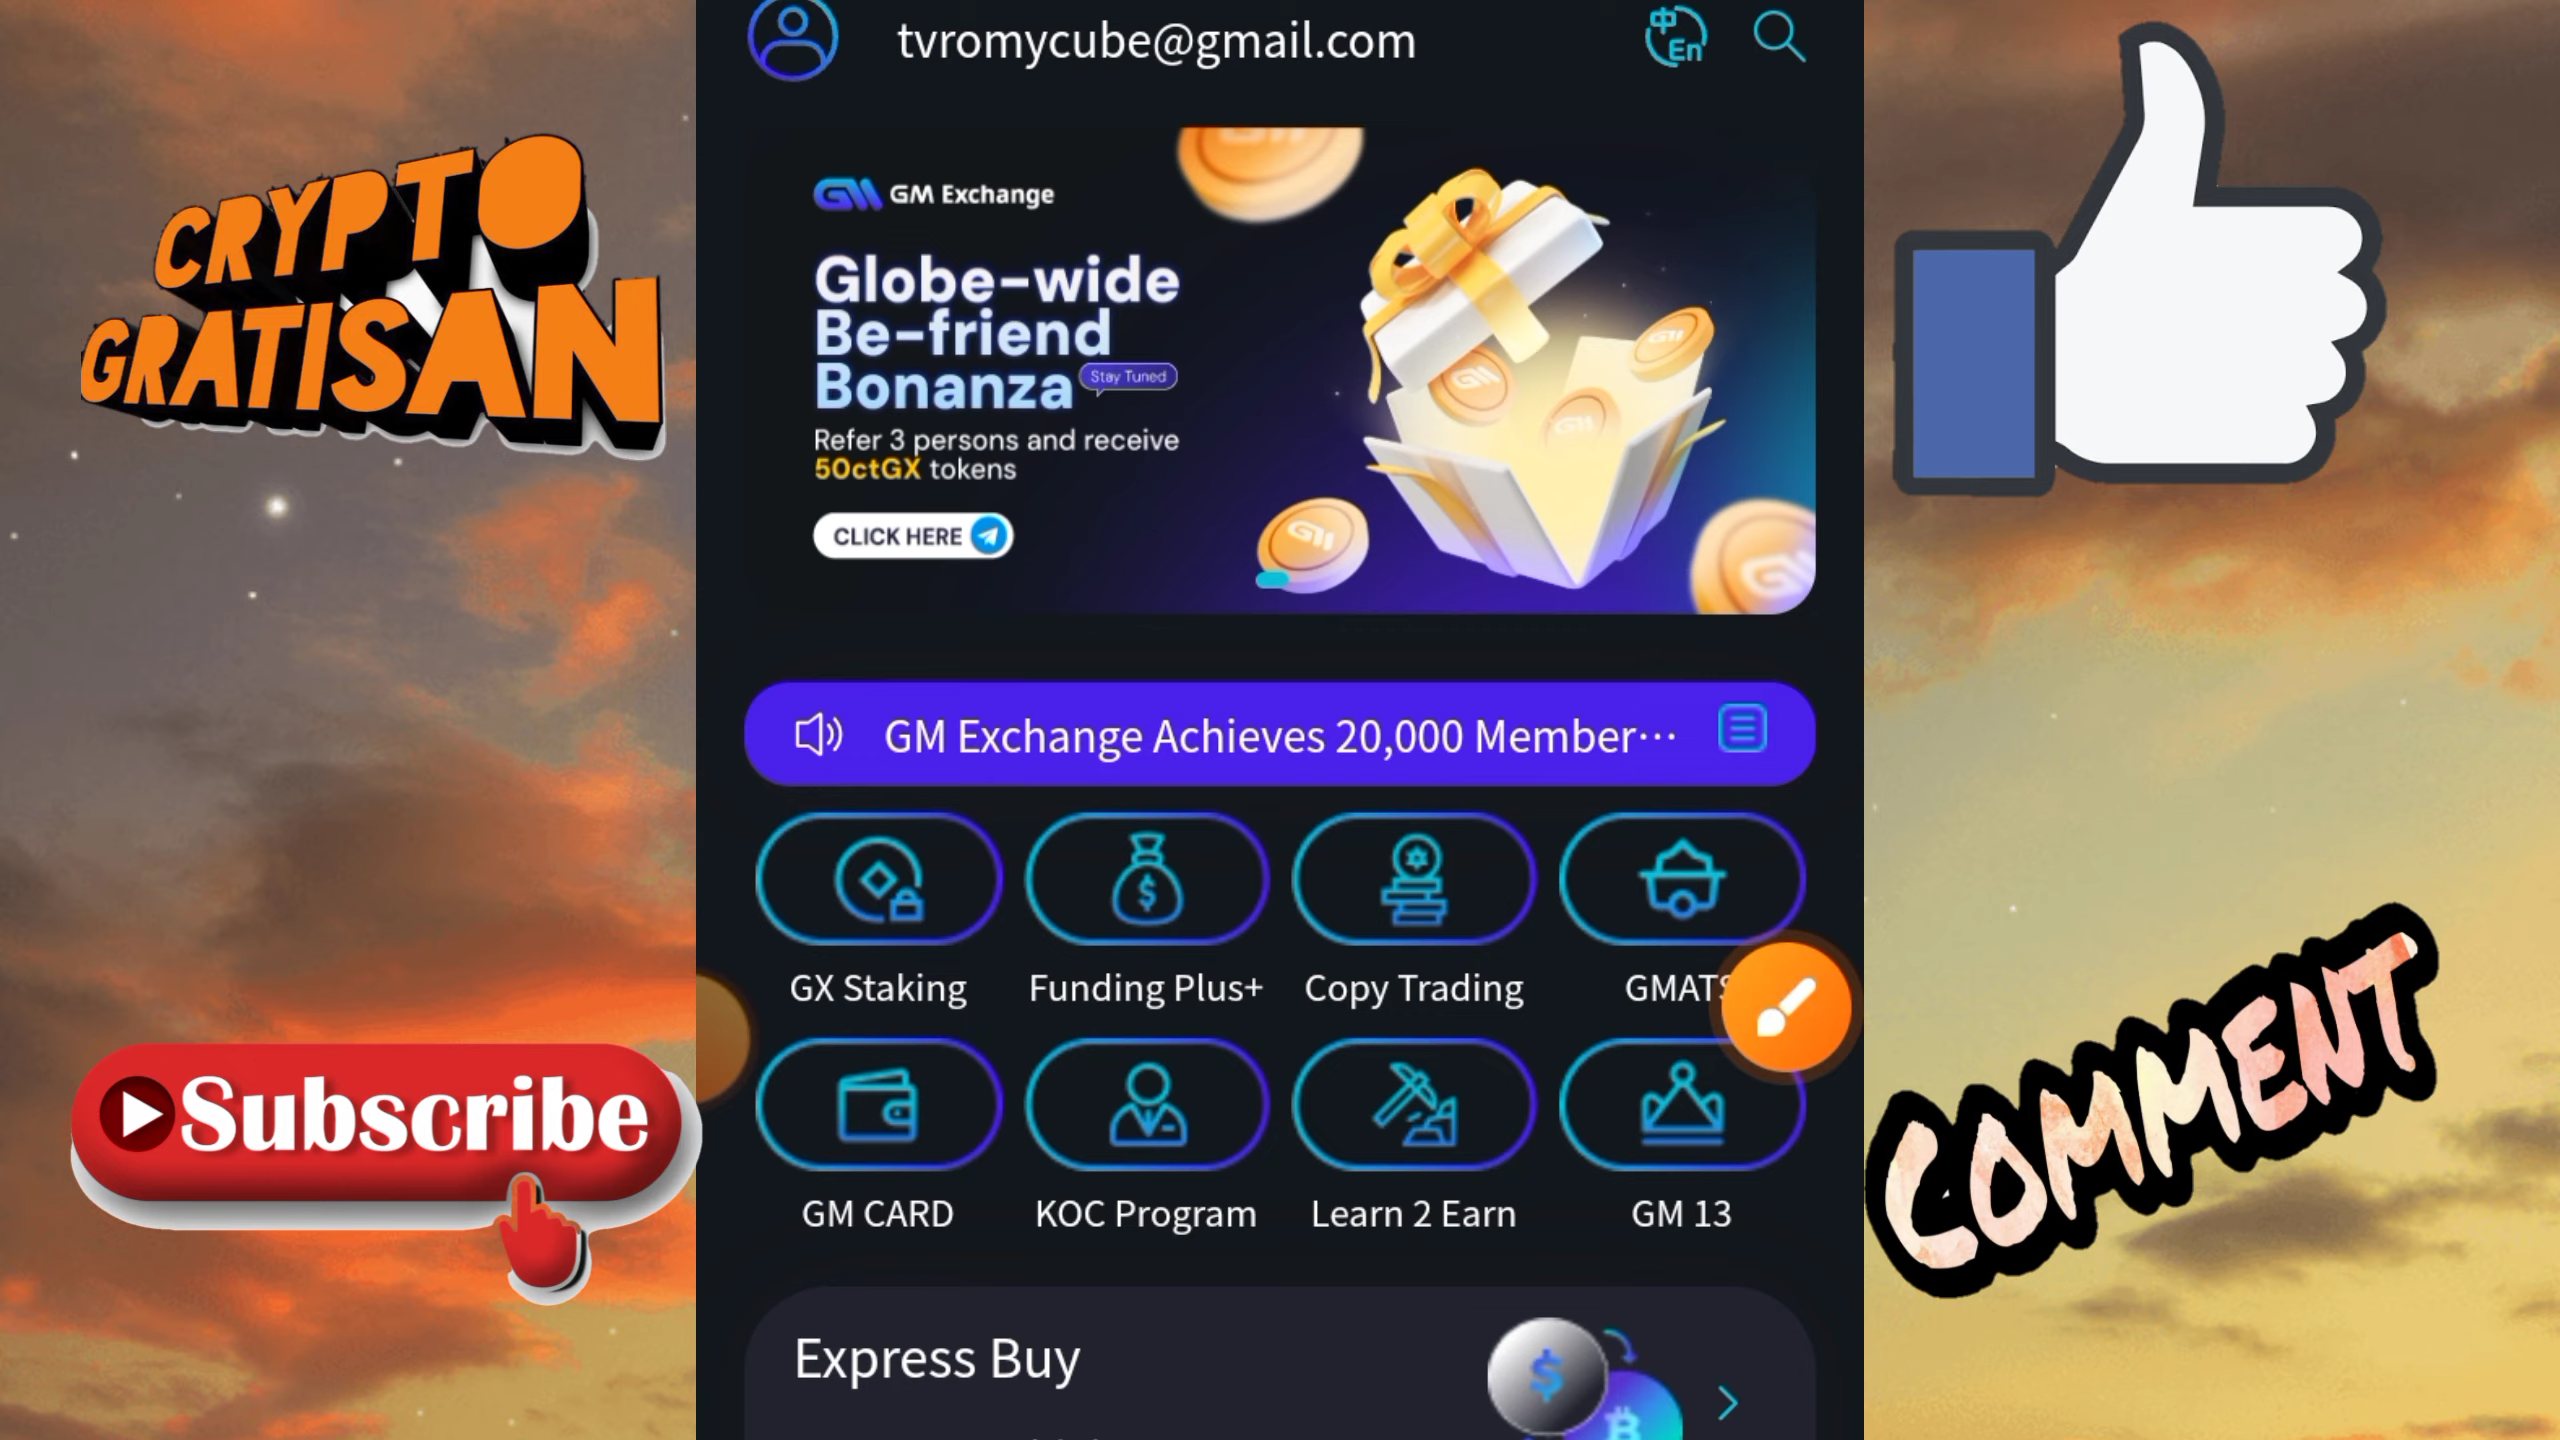 CRYPTO
GRATISAN
Subscribe
tvromycube@gmail.com
中
En
GM Exchange
Globe-wide
Be-friend
Bonanza
Stay Tuned
Refer 3 persons and receive
50ctGX tokens
CLICK HERE
GM Exchange Achieves 20,000 Member…
GX Staking
Funding Plus+
Copy Trading
GMATS
GM CARD
KOC Program
Learn 2 Earn
GM 13
Express Buy
COMMENT